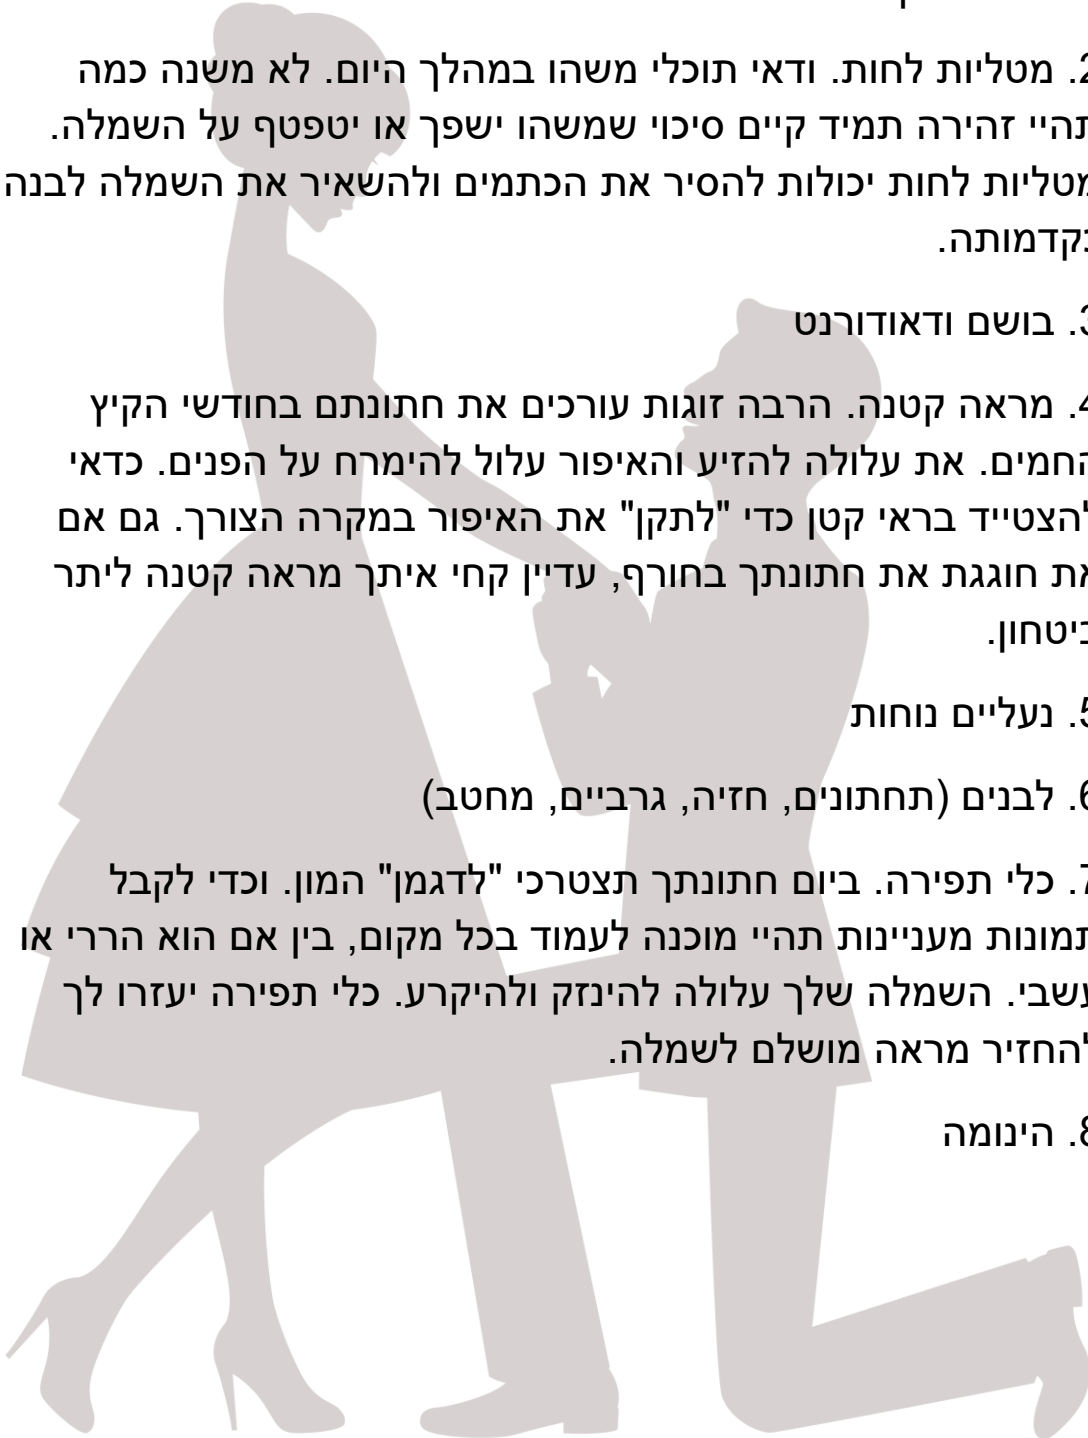 2. מטליות לחות. ודאי תוכלי משהו במהלך היום. לא משנה כמה
תהיי זהירה תמיד קיים סיכוי שמשהו ישפך או יטפטף על השמלה.
מטליות לחות יכולות להסיר את הכתמים ולהשאיר את השמלה לבנה
כקדמותה.
3. בושם ודאודורנט
4. מראה קטנה. הרבה זוגות עורכים את חתונתם בחודשי הקיץ
החמים. את עלולה להזיע והאיפור עלול להימרח על הפנים. כדאי
להצטייד בראי קטן כדי "לתקן" את האיפור במקרה הצורך. גם אם
את חוגגת את חתונתך בחורף, עדיין קחי איתך מראה קטנה ליתר
ביטחון.
5. נעליים נוחות
6. לבנים (תחתונים, חזיה, גרביים, מחטב)
7. כלי תפירה. ביום חתונתך תצטרכי "לדגמן" המון. וכדי לקבל
תמונות מעניינות תהיי מוכנה לעמוד בכל מקום, בין אם הוא הררי או
עשבי. השמלה שלך עלולה להינזק ולהיקרע. כלי תפירה יעזרו לך
להחזיר מראה מושלם לשמלה.
8. הינומה